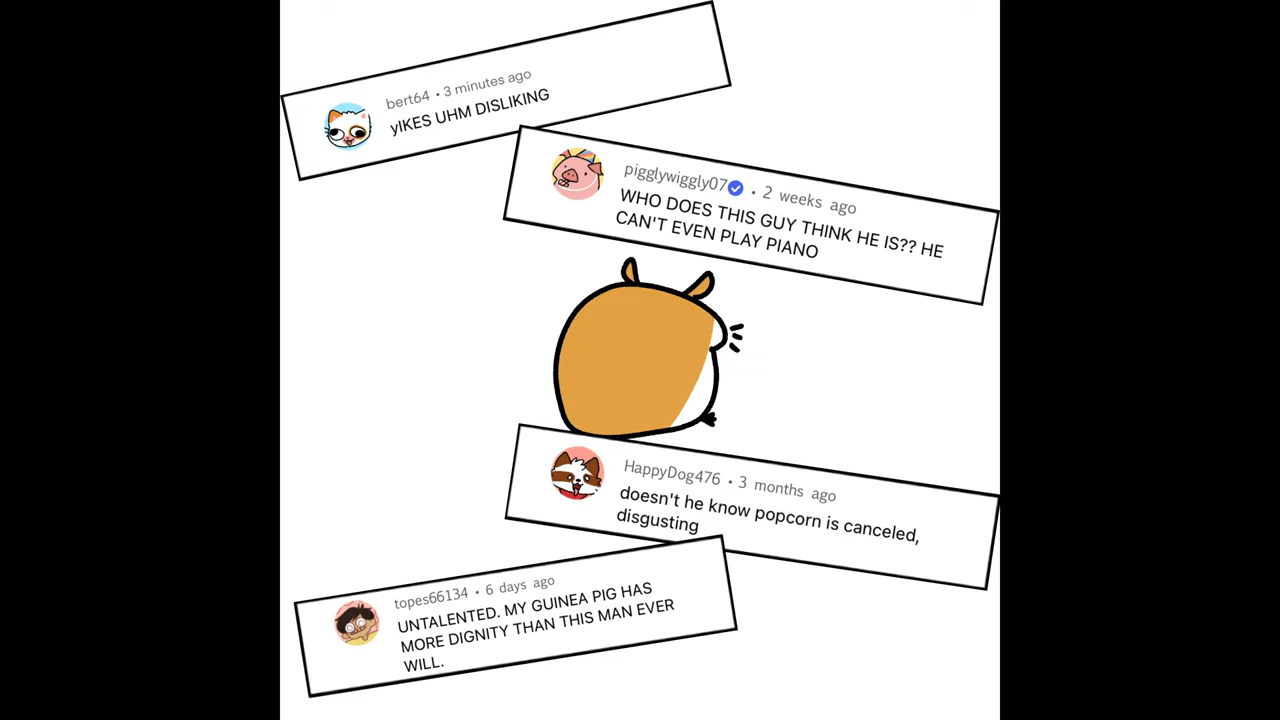 bert64 • 3 minutes ago
yIKES UHM DISLIKING
pigglywiggly07 • 2 weeks ago
WHO DOES THIS GUY THINK HE IS?? HE
CAN'T EVEN PLAY PIANO
HappyDog476 • 3 months ago
doesn't he know popcorn is canceled,
disgusting
topes66134 • 6 days ago
UNTALENTED. MY GUINEA PIG HAS
MORE DIGNITY THAN THIS MAN EVER
WILL.